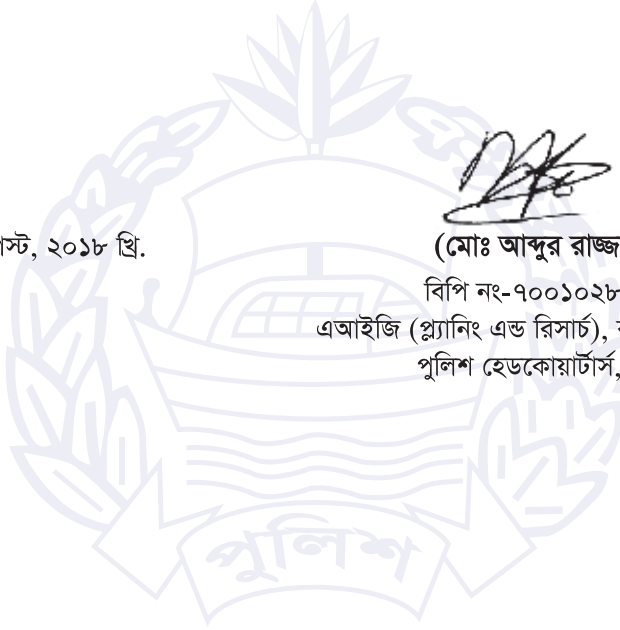 ২০১৮ খ্রি.
(মোঃ আব্দুর
বিপি নং-৭০০১০২৮
এআইজি (প্ল্যানিং এন্ড রিসার্চ),
পুলিশ হেডকোয়ার্টার্স,
পুলিশ